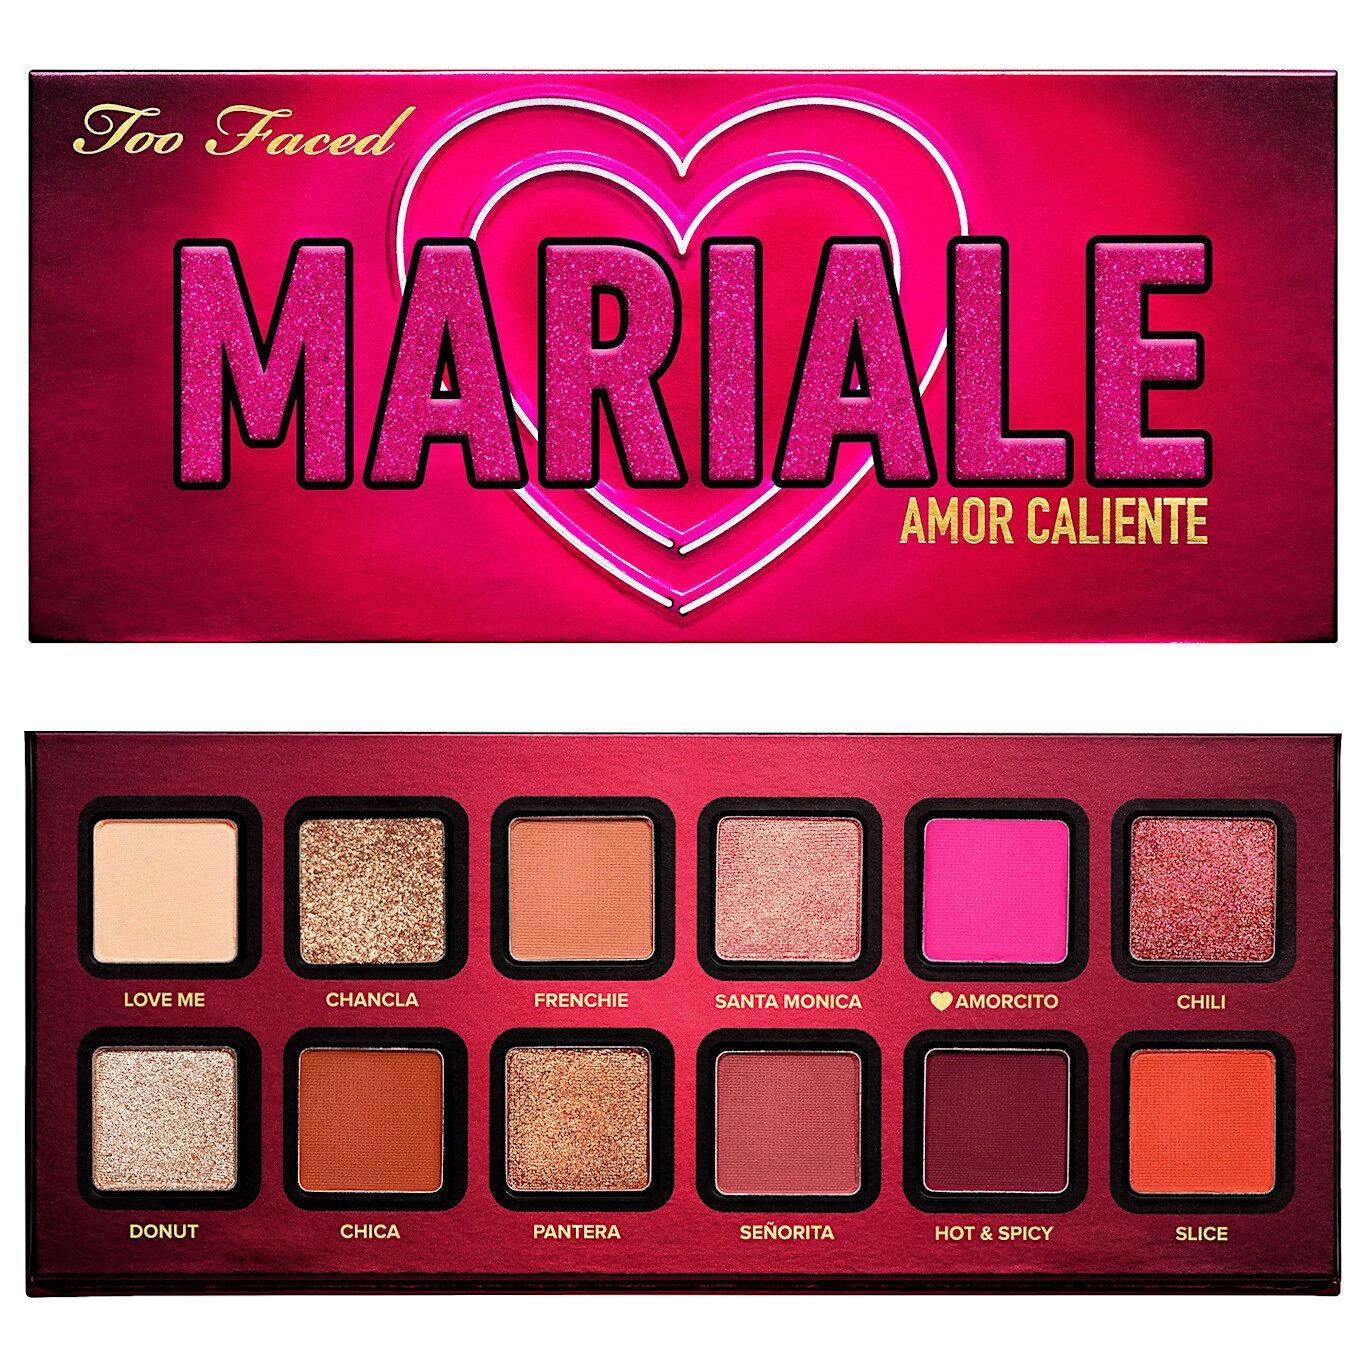 Too Faced
MARIALE
AMOR CALIENTE
LOVE ME
CHANCLA
FRENCHIE
SANTA MONICA
♥AMORCITO
CHILI
DONUT
CHICA
PANTERA
SEÑORITA
HOT & SPICY
SLICE